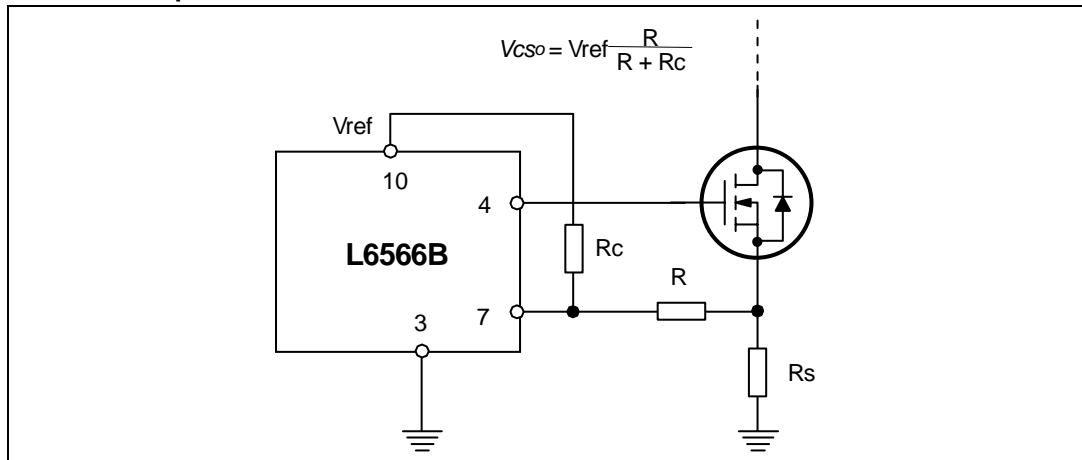 Vcso = Vref R / R + Rc
Vref
10
4
L6566B
Rc
R
7
3
Rs